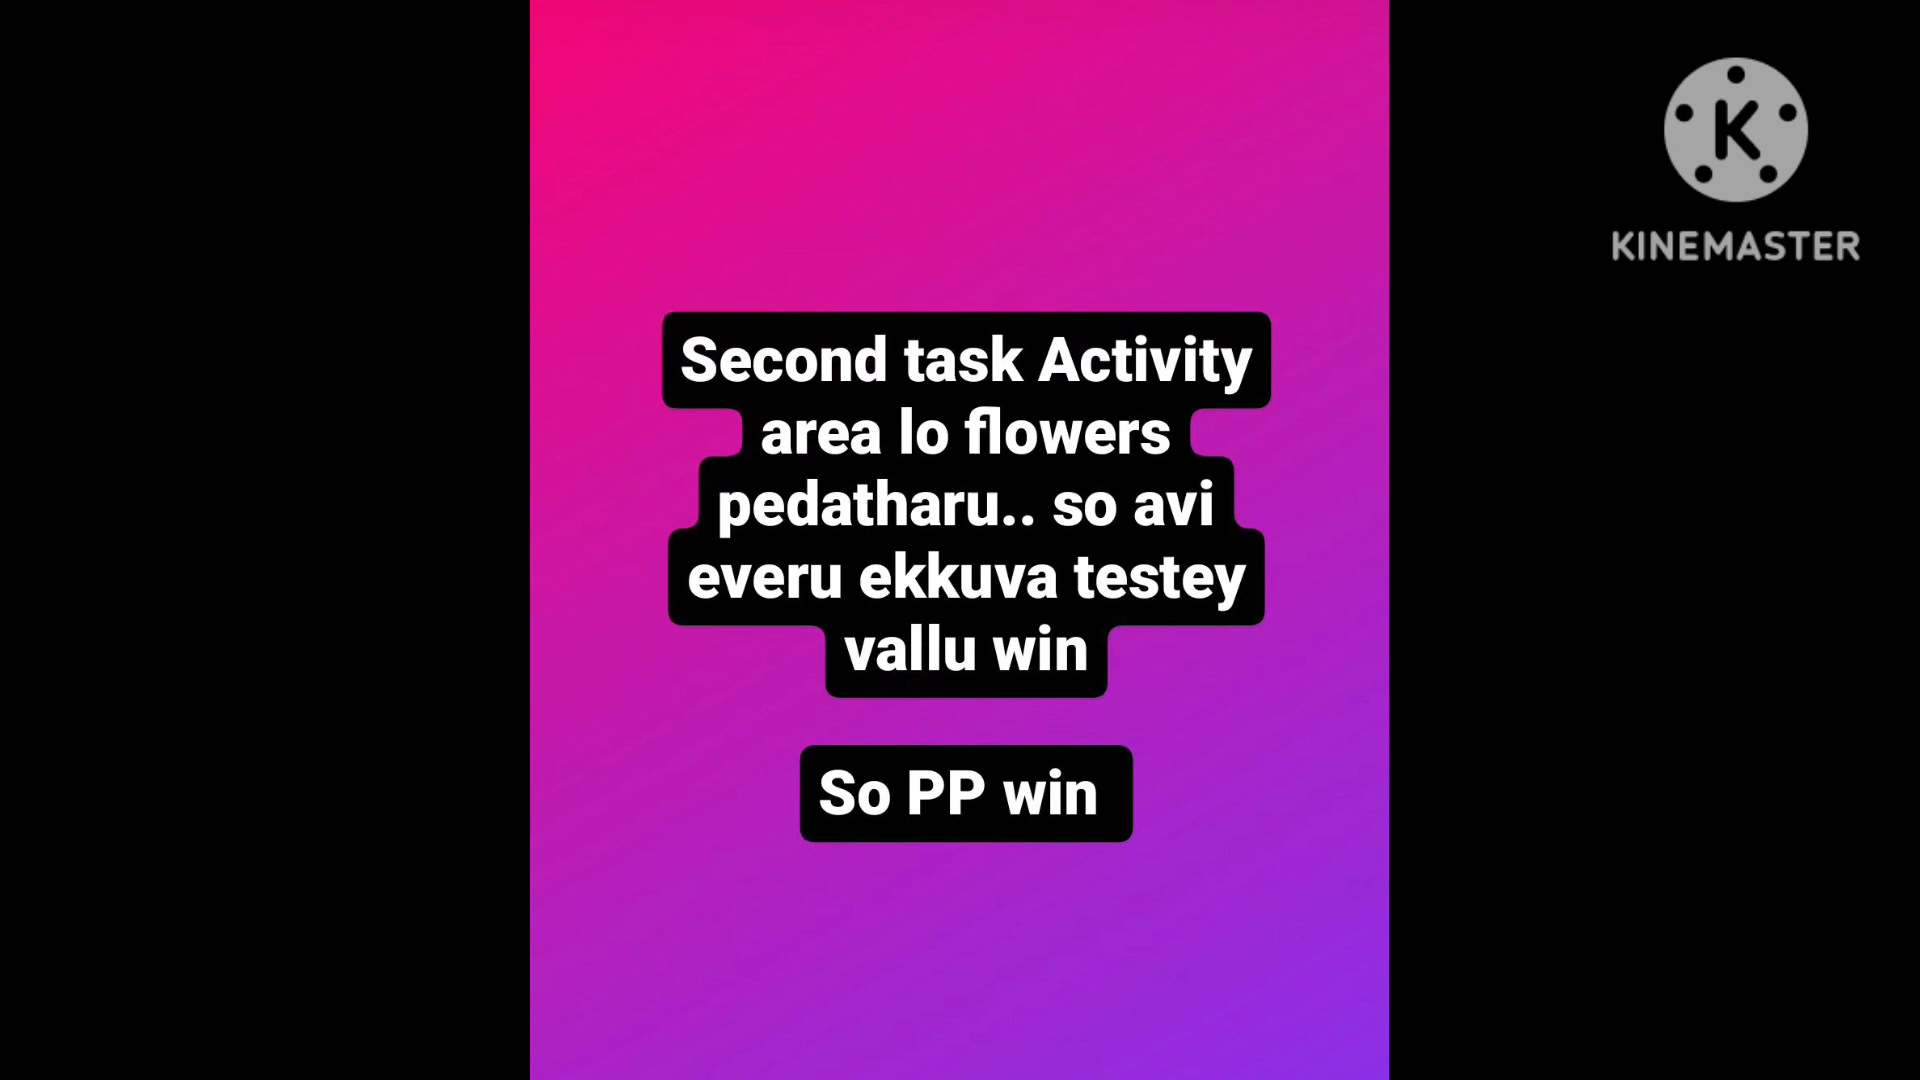 KINEMASTER
Second task Activity
area lo flowers
pedatharu.. so avi
everu ekkuva testey
vallu win
So PP win